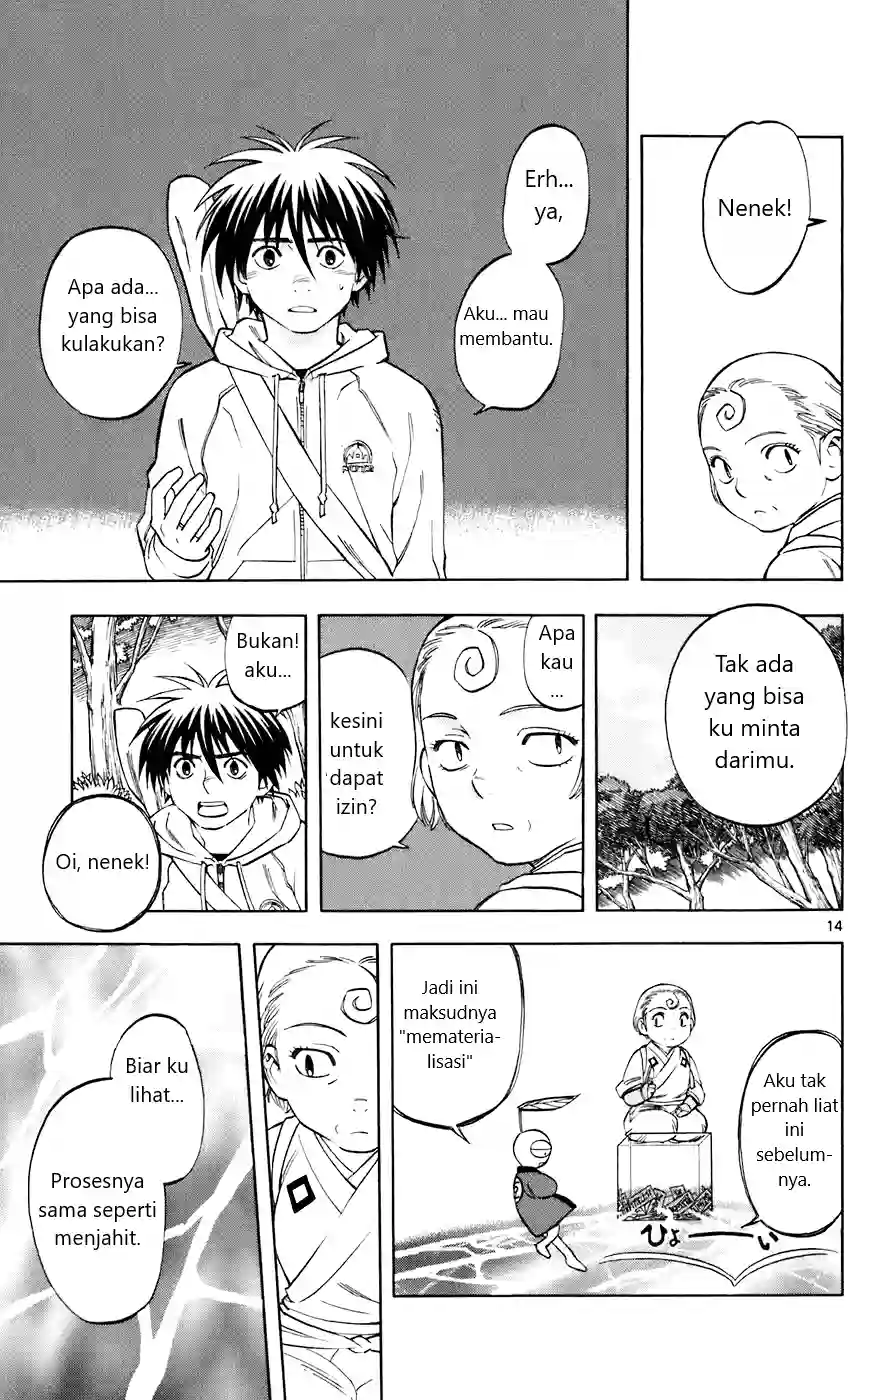 Nenek!
Erh...
ya,
Aku... mau
membantu.
Apa ada...
yang bisa
kulakukan?
Tak ada
yang bisa
ku minta
darimu.
Apa
kau
...
kesini
untuk
dapat
izin?
Bukan!
aku...
Oi, nenek!
14
Aku tak
pernah liat
ini
sebelum-
nya.
Jadi ini
maksudnya
"memateria-
lisasi"
ひょーーい
Biar ku
lihat...
Prosesnya
sama seperti
menjahit.